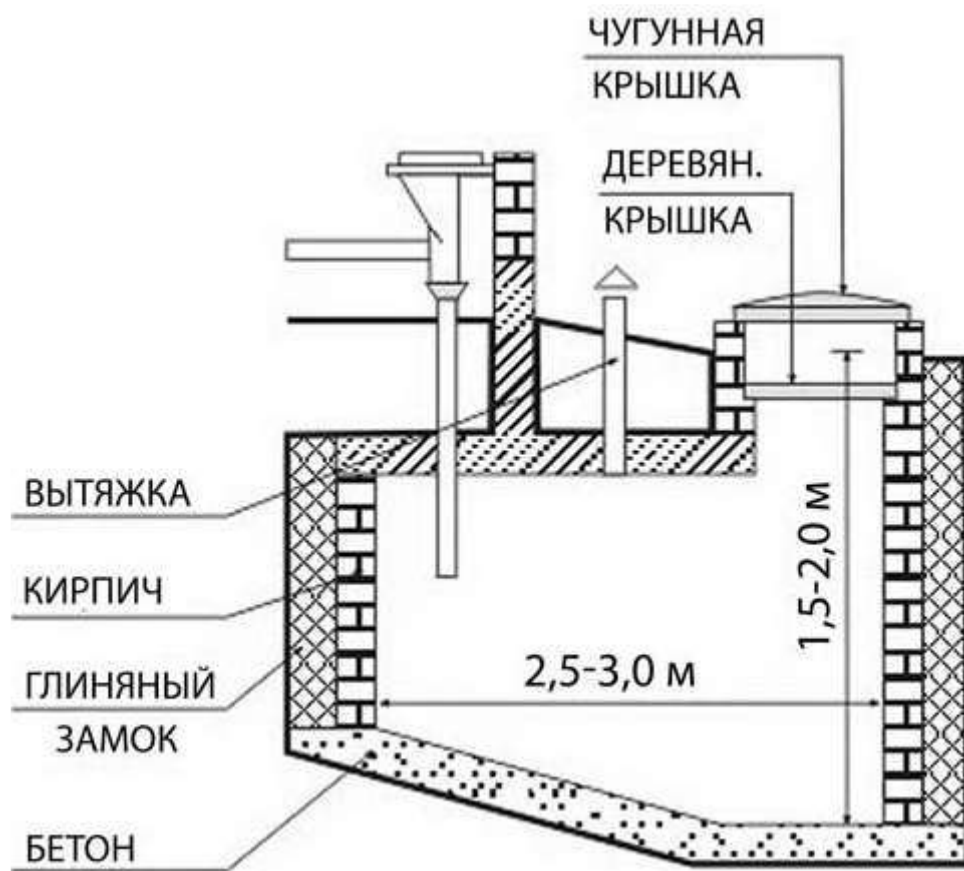 ЧУГУННАЯ
КРЫШКА
ДЕРЕВЯН.
КРЫШКА
ВЫТЯЖКА
КИРПИЧ
ГЛИНЯНЫЙ
ЗАМОК
БЕТОН
2,5-3,0 м
1,5-2,0 м